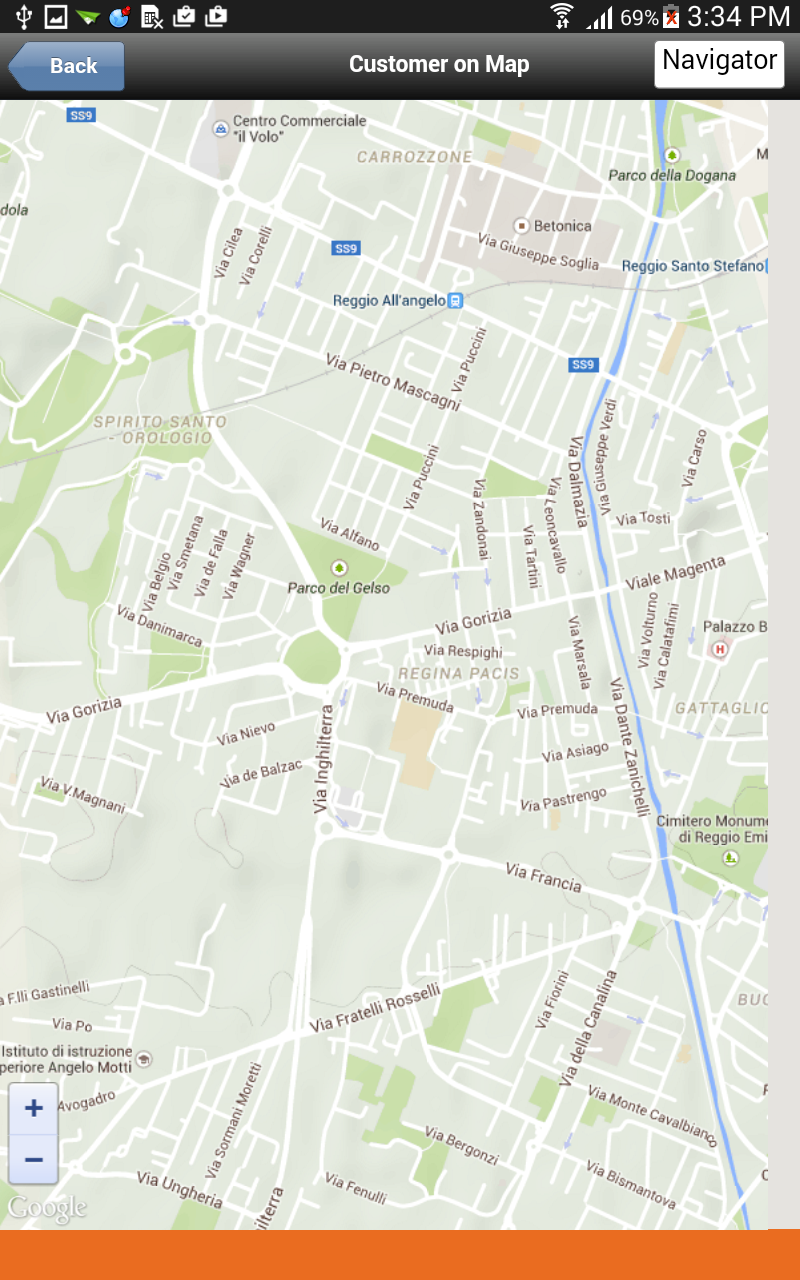 69%
3:34 PM
Back
Customer on Map
Navigator
SS9
Centro Commerciale
"il Volo"
CARROZZONE
M
Parco della Dogana
dola
Betonica
Via Cilea
Via Corelli
Via Giuseppe Soglia
SS9
Reggio Santo Stefano
Reggio All'angelo
Via Puccini
Via Pietro Mascagni
SS9
SPIRITO SANTO
- OROLOGIO
Via Giuseppe Verdi
Via Dalmazia
Via Carso
Via Puccini
Via Zandonai
Via Leoncavallo
Via Tartini
Via Tosti
Via Alfano
Via Belgio
Via Smetana
Via de Falla
Via Wagner
Parco del Gelso
Viale Magenta
Via Danimarca
Via Gorizia
Via Volturno
Via Calatafimi
Palazzo B
H
Via Respighi
Via Marsala
REGINA PACIS
Via Premuda
Via Premuda
GATTAGLIO
Via Gorizia
Via Nievo
Via Inghilterra
Via Dante Zanichelli
Via Asiago
Via de Balzac
Via V.Magnani
Via Pastrengo
Cimitero Monume
di Reggio Emi
Via Francia
a F.lli Gastinelli
Via Fratelli Rosselli
Via Fiorini
Via della Canalina
BUC
Via Po
Istituto di istruzione
periore Angelo Motti
Avogadro
Via Sormani Moretti
Via Monte Cavalbianco
+
−
Via Bergonzi
Via Bismantova
Via Ungheria
Via Fenulli
ilterra
Google